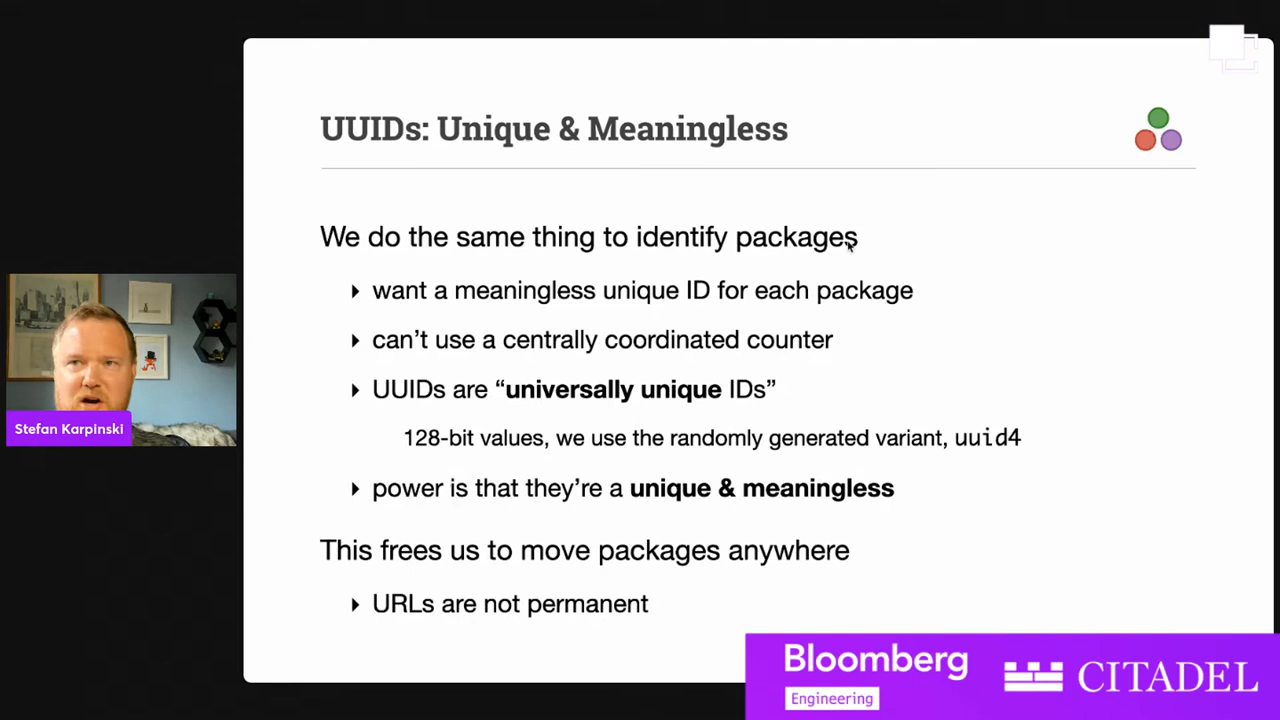 UUIDs: Unique & Meaningless
We do the same thing to identify packages
want a meaningless unique ID for each package
can’t use a centrally coordinated counter
UUIDs are “universally unique IDs”
128-bit values, we use the randomly generated variant, uuid4
power is that they’re a unique & meaningless
This frees us to move packages anywhere
URLs are not permanent
Stefan Karpinski
Bloomberg
Engineering
CITADEL